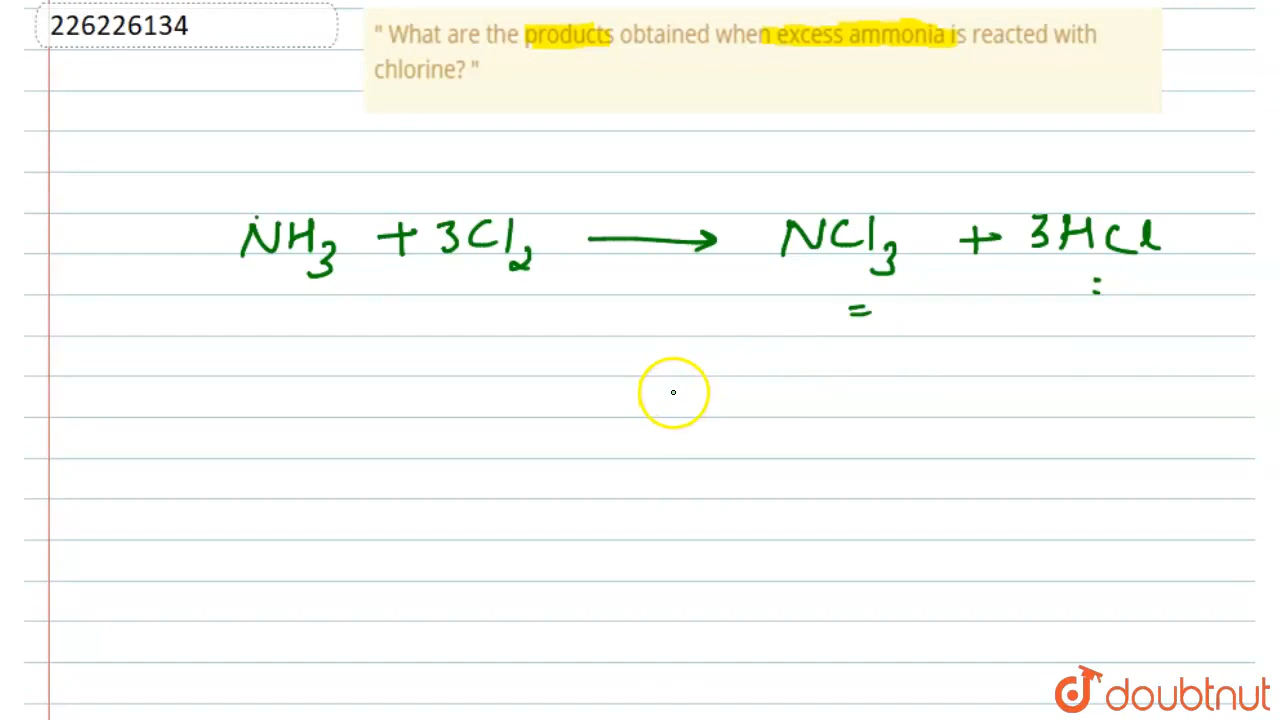 226226134
" What are the products obtained when excess ammonia is reacted with
chlorine? "
NH₃ + 3Cl₂ ⟶ NCl₃ + 3HCl
doubtnut